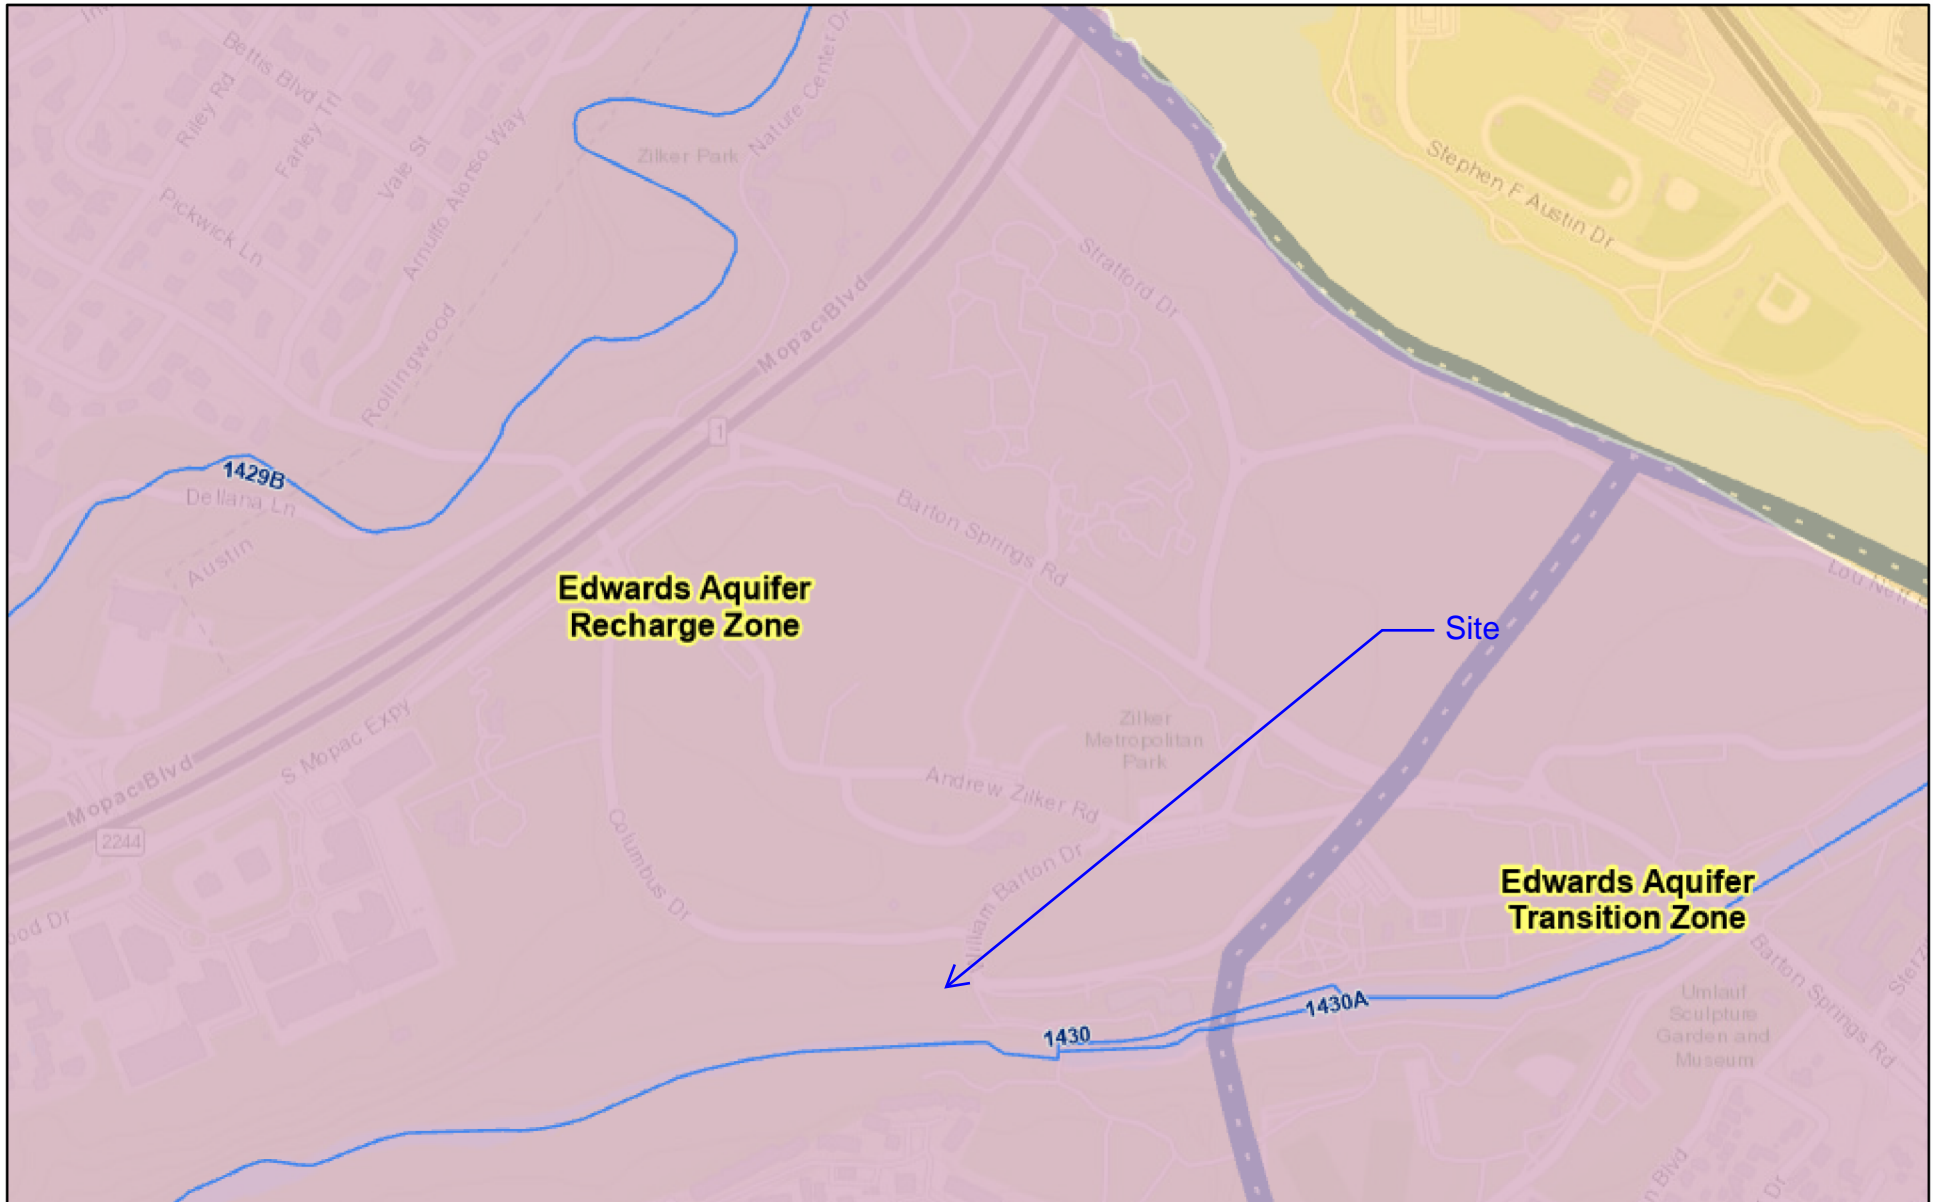 Bettis Blvd
Riley Rd
Farley Trl
Vale St
Arnulfo Alonso Way
Pickwick Ln
Nature Center Dr
Zilker Park
Stephen F Austin Dr
Stratford Dr
Mopac Blvd
Rollingwood
1
1429B
Dellana Ln
Austin
Barton Springs Rd
Edwards Aquifer
Recharge Zone
Lou Neff
Site
S Mopac Expy
Mopac Blvd
2244
Zilker
Metropolitan
Park
Andrew Zilker Rd
Columbus Dr
William Barton Dr
Edwards Aquifer
Transition Zone
Barton Springs Rd
1430A
1430
Umlauf
Sculpture
Garden and
Museum